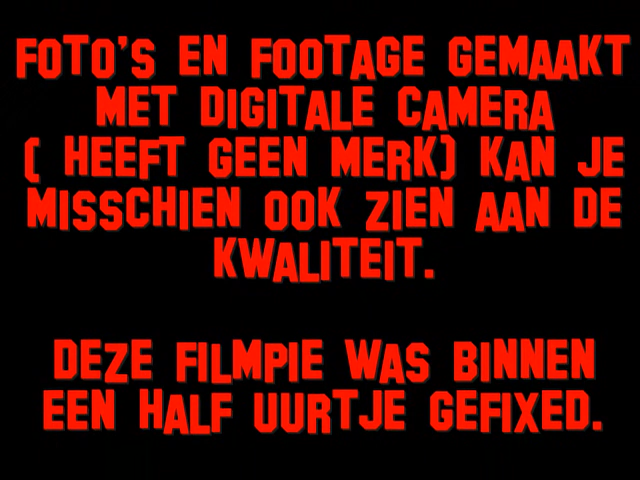 FOTO'S EN FOOTAGE GEMAAKT
MET DIGITALE CAMERA
( HEEFT GEEN MERK) KAN JE
MISSCHIEN OOK ZIEN AAN DE
KWALITEIT.
DEZE FILMPIE WAS BINNEN
EEN HALF UURTJE GEFIXED.